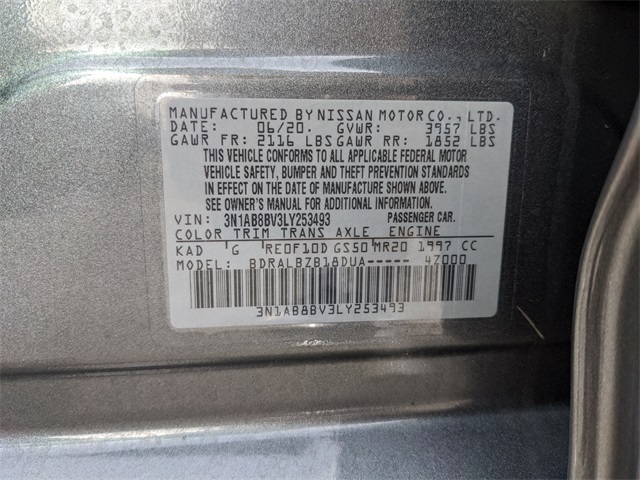 MANUFACTURED BY NISSAN MOTOR CO., LTD.
DATE: 06/20. GVWR: 3957 LBS
GAWR FR: 2116 LBS GAWR RR: 1852 LBS
THIS VEHICLE CONFORMS TO ALL APPLICABLE FEDERAL MOTOR
VEHICLE SAFETY, BUMPER AND THEFT PREVENTION STANDARDS
IN EFFECT ON THE DATE OF MANUFACTURE SHOWN ABOVE.
SEE OWNER'S MANUAL FOR ADDITIONAL INFORMATION.
VIN: 3N1AB8BV3LY253493 PASSENGER CAR.
COLOR TRIM TRANS AXLE ENGINE
KAD 'G RE0F10D GS50 MR20 1997 CC
MODEL: BDRALBZB18DUA----- 4Z000
3N1AB8BV3LY253493